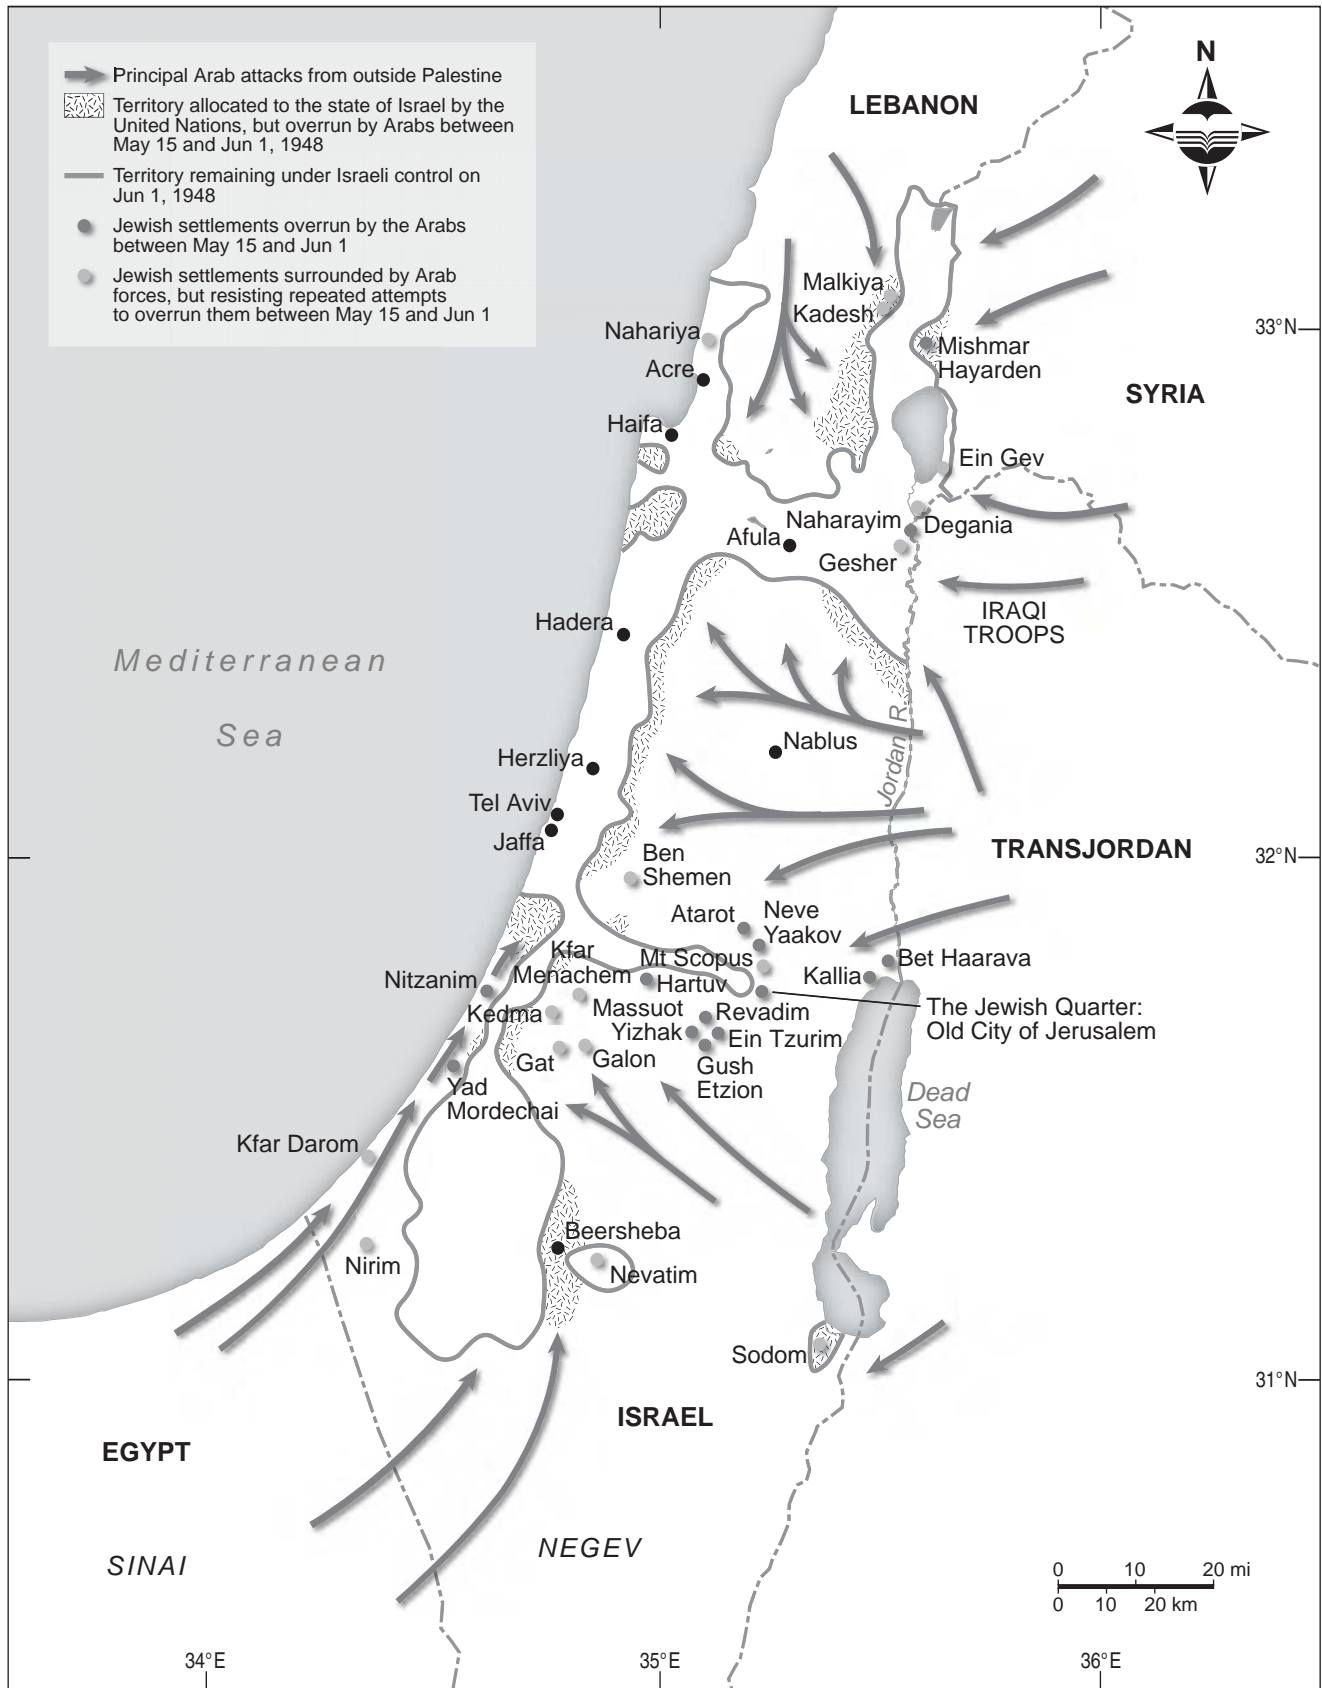 Principal Arab attacks from outside Palestine
Territory allocated to the state of Israel by the
United Nations, but overrun by Arabs between
May 15 and Jun 1, 1948
Territory remaining under Israeli control on
Jun 1, 1948
Jewish settlements overrun by the Arabs
between May 15 and Jun 1
Jewish settlements surrounded by Arab
forces, but resisting repeated attempts
to overrun them between May 15 and Jun 1
N
LEBANON
Malkiya
Kadesh
Nahariya
33°N
Mishmar
Hayarden
Acre
SYRIA
Haifa
Ein Gev
Naharayim
Degania
Afula
Gesher
IRAQI
TROOPS
Hadera
Mediterranean
Sea
Jordan R.
Nablus
Herzliya
Tel Aviv
Jaffa
TRANSJORDAN
32°N
Ben
Shemen
Atarot
Neve
Yaakov
Kfar
Menachem
Mt Scopus
Bet Haarava
Kallia
Nitzanim
Hartuv
Kedma
Massuot
Yizhak
Revadim
The Jewish Quarter:
Old City of Jerusalem
Ein Tzurim
Gat
Galon
Gush
Etzion
Yad
Mordechai
Dead
Sea
Kfar Darom
Beersheba
Nirim
Nevatim
Sodom
31°N
ISRAEL
EGYPT
NEGEV
SINAI
0 10 20 mi
0 10 20 km
34°E
35°E
36°E